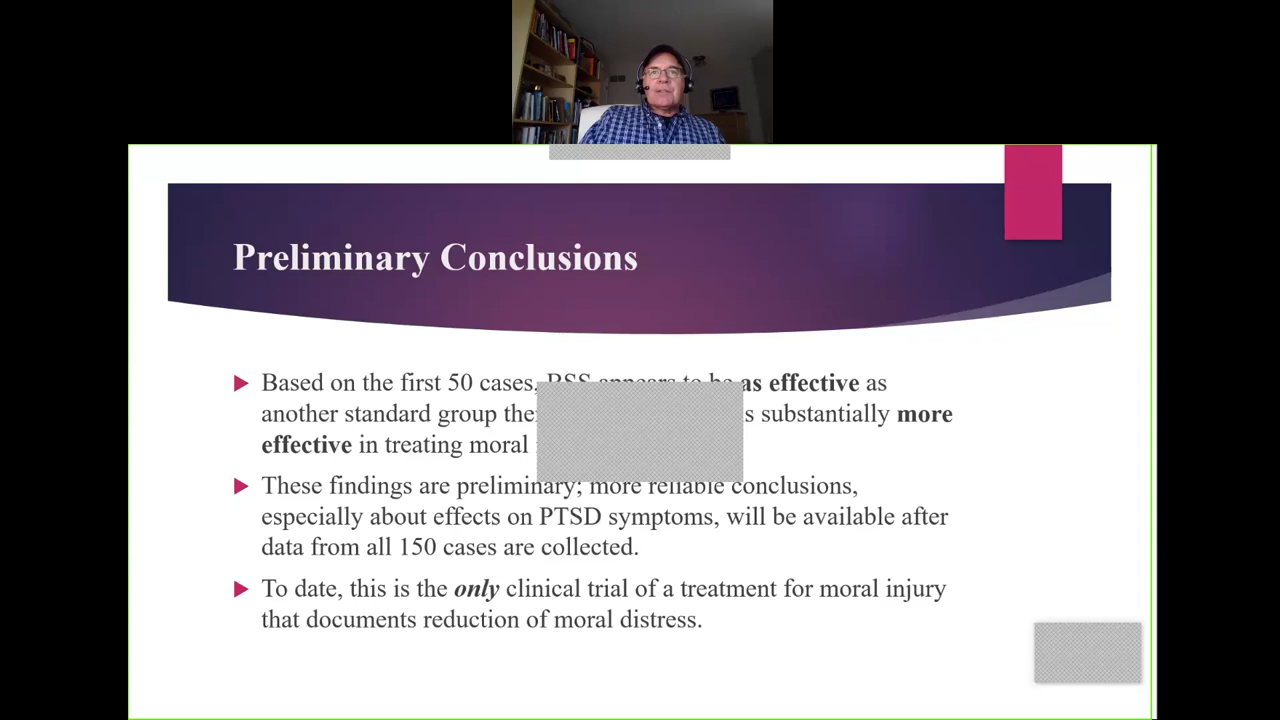 Preliminary Conclusions
Based on the first 50 cases, RSS appears to be as effective as
another standard group substantially more
effective in treating moral
These findings are preliminary; more reliable conclusions,
especially about effects on PTSD symptoms, will be available after
data from all 150 cases are collected.
To date, this is the only clinical trial of a treatment for moral injury
that documents reduction of moral distress.